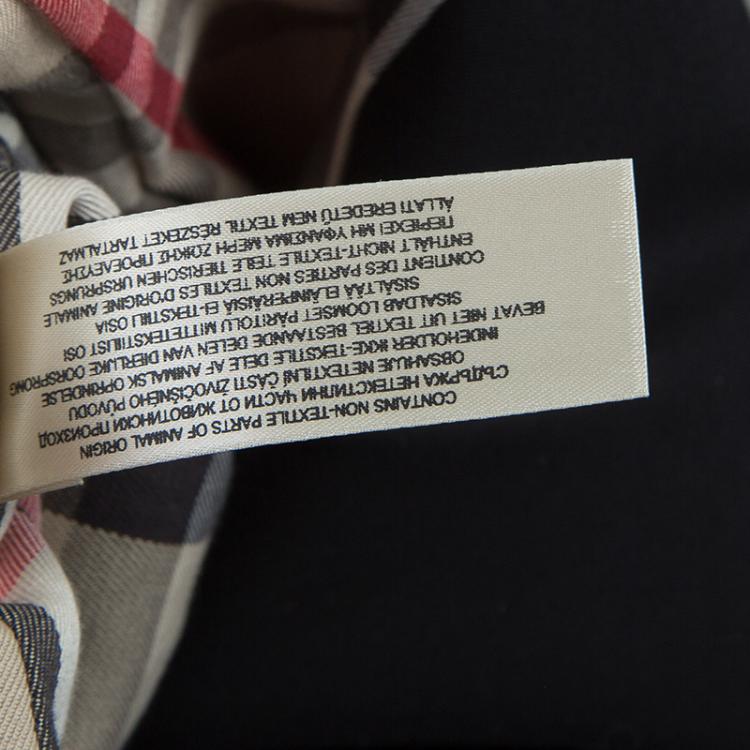 CONTAINS NON-TEXTILE PARTS OF ANIMAL ORIGIN
СЪДЪРЖА НЕТЕКСТИЛНИ ЧАСТИ ОТ ЖИВОТИНСКИ ПРОИЗХОД
OBSAHUJE NETEXTILNÍ ČÁSTI ŽIVOČIŠNÉHO PŮVODU
INDEHOLDER IKKE-TEKSTILE DELE AF ANIMALSK OPRINDELSE
BEVAT NIET UIT TEXTIEL BESTAANDE DELEN VAN DIERLIJKE OORSPRONG
SISALDAB LOOMSET PÄRITOLU MITTETEKSTIILIST OSI
SISÄLTÄÄ ELÄINPERÄISIÄ EI-TEKSTIILI OSIA
CONTIENT DES PARTIES NON TEXTILES D'ORIGINE ANIMALE
ENTHÄLT NICHT-TEXTILE TEILE TIERISCHEN URSPRUNGS
ΠΕΡΙΕΧΕΙ ΜΗ ΥΦΑΝΣΙΜΑ ΜΕΡΗ ΖΩΙΚΗΣ ΠΡΟΕΛΕΥΣΗΣ
ÁLLATI EREDETŰ NEM TEXTIL RÉSZEKET TARTALMAZ